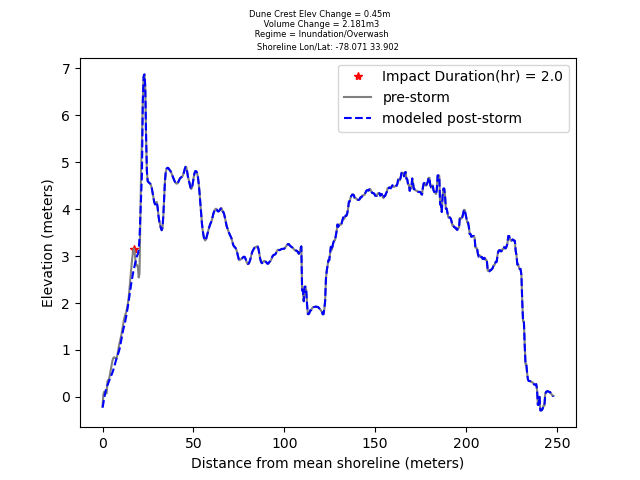 Dune Crest Elev Change = 0.45m
Volume Change = 2.181m3
Regime = Inundation/Overwash
Shoreline Lon/Lat: -78.071 33.902
Impact Duration(hr) = 2.0
pre-storm
modeled post-storm
Elevation (meters)
7
6
5
4
3
2
1
0
0 50 100 150 200 250
Distance from mean shoreline (meters)